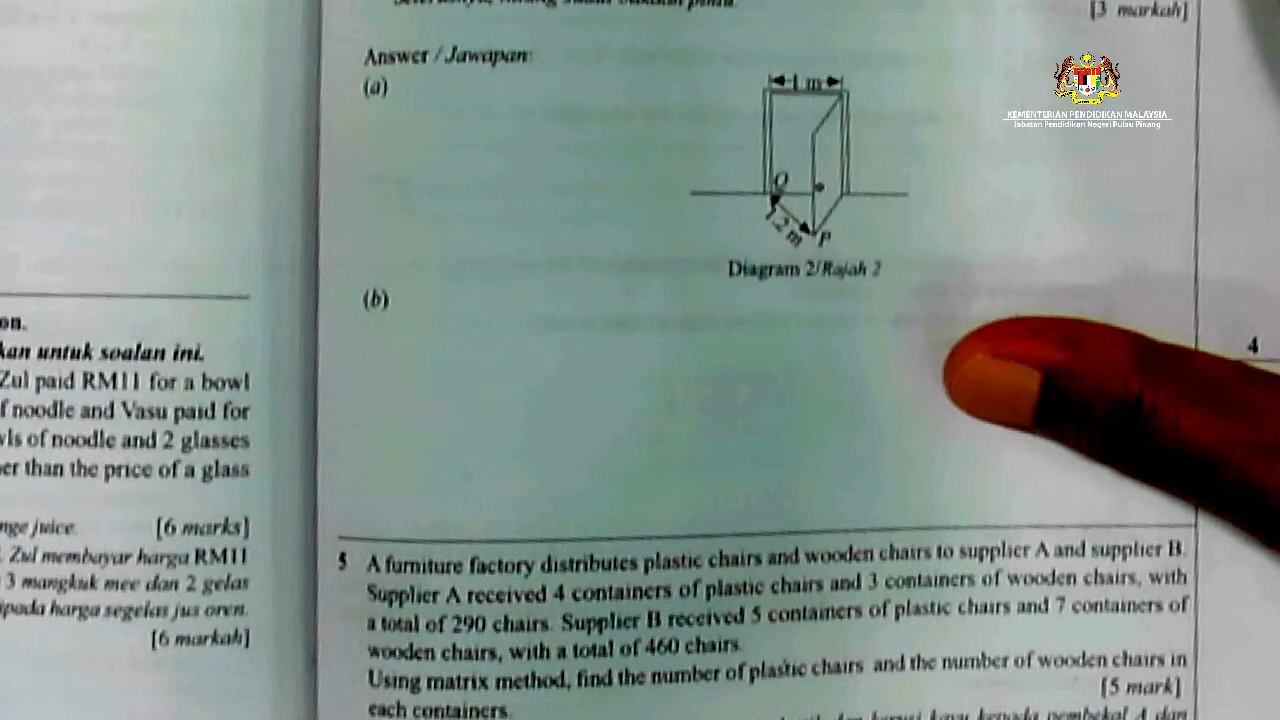 [3 markah]
Answer / Jawapan:
(a)
1 m
Q
1.2 m
P
Diagram 2/Rajah 2
(b)
KEMENTERIAN PENDIDIKAN MALAYSIA
Jabatan Pendidikan Negeri Pulau Pinang
4
on.
kan untuk soalan ini.
Zul paid RM11 for a bowl
f noodle and Vasu paid for
wls of noodle and 2 glasses
er than the price of a glass
nge juice. [6 marks]
Zul membayar harga RM11
3 mangkuk mee dan 2 gelas
ipada harga segelas jus oren.
[6 markah]
5 A furniture factory distributes plastic chairs and wooden chairs to supplier A and supplier B.
Supplier A received 4 containers of plastic chairs and 3 containers of wooden chairs, with
a total of 290 chairs. Supplier B received 5 containers of plastic chairs and 7 containers of
wooden chairs, with a total of 460 chairs.
Using matrix method, find the number of plastic chairs and the number of wooden chairs in
each containers.
[5 mark]